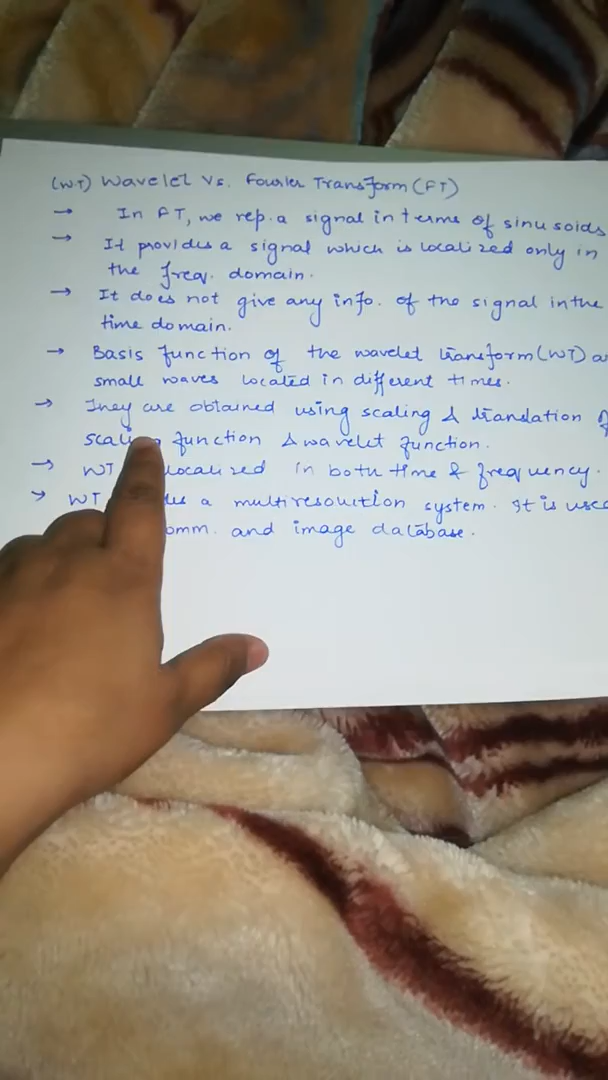 (WT) Wavelet Vs. Fourier Transform (FT)
→ In FT, we rep. a signal in terms of sinusoids
→ It provides a signal which is localized only in
the freq. domain.
→ It does not give any info. of the signal in the
time domain.
→ Basis function of the wavelet transform (WT) a
small waves located in different times.
→ They are obtained using scaling & translation of
function & wavelet function.
→ WT localized in both time & frequency.
→ WT a multiresolution system. It is used
omm. and image database.